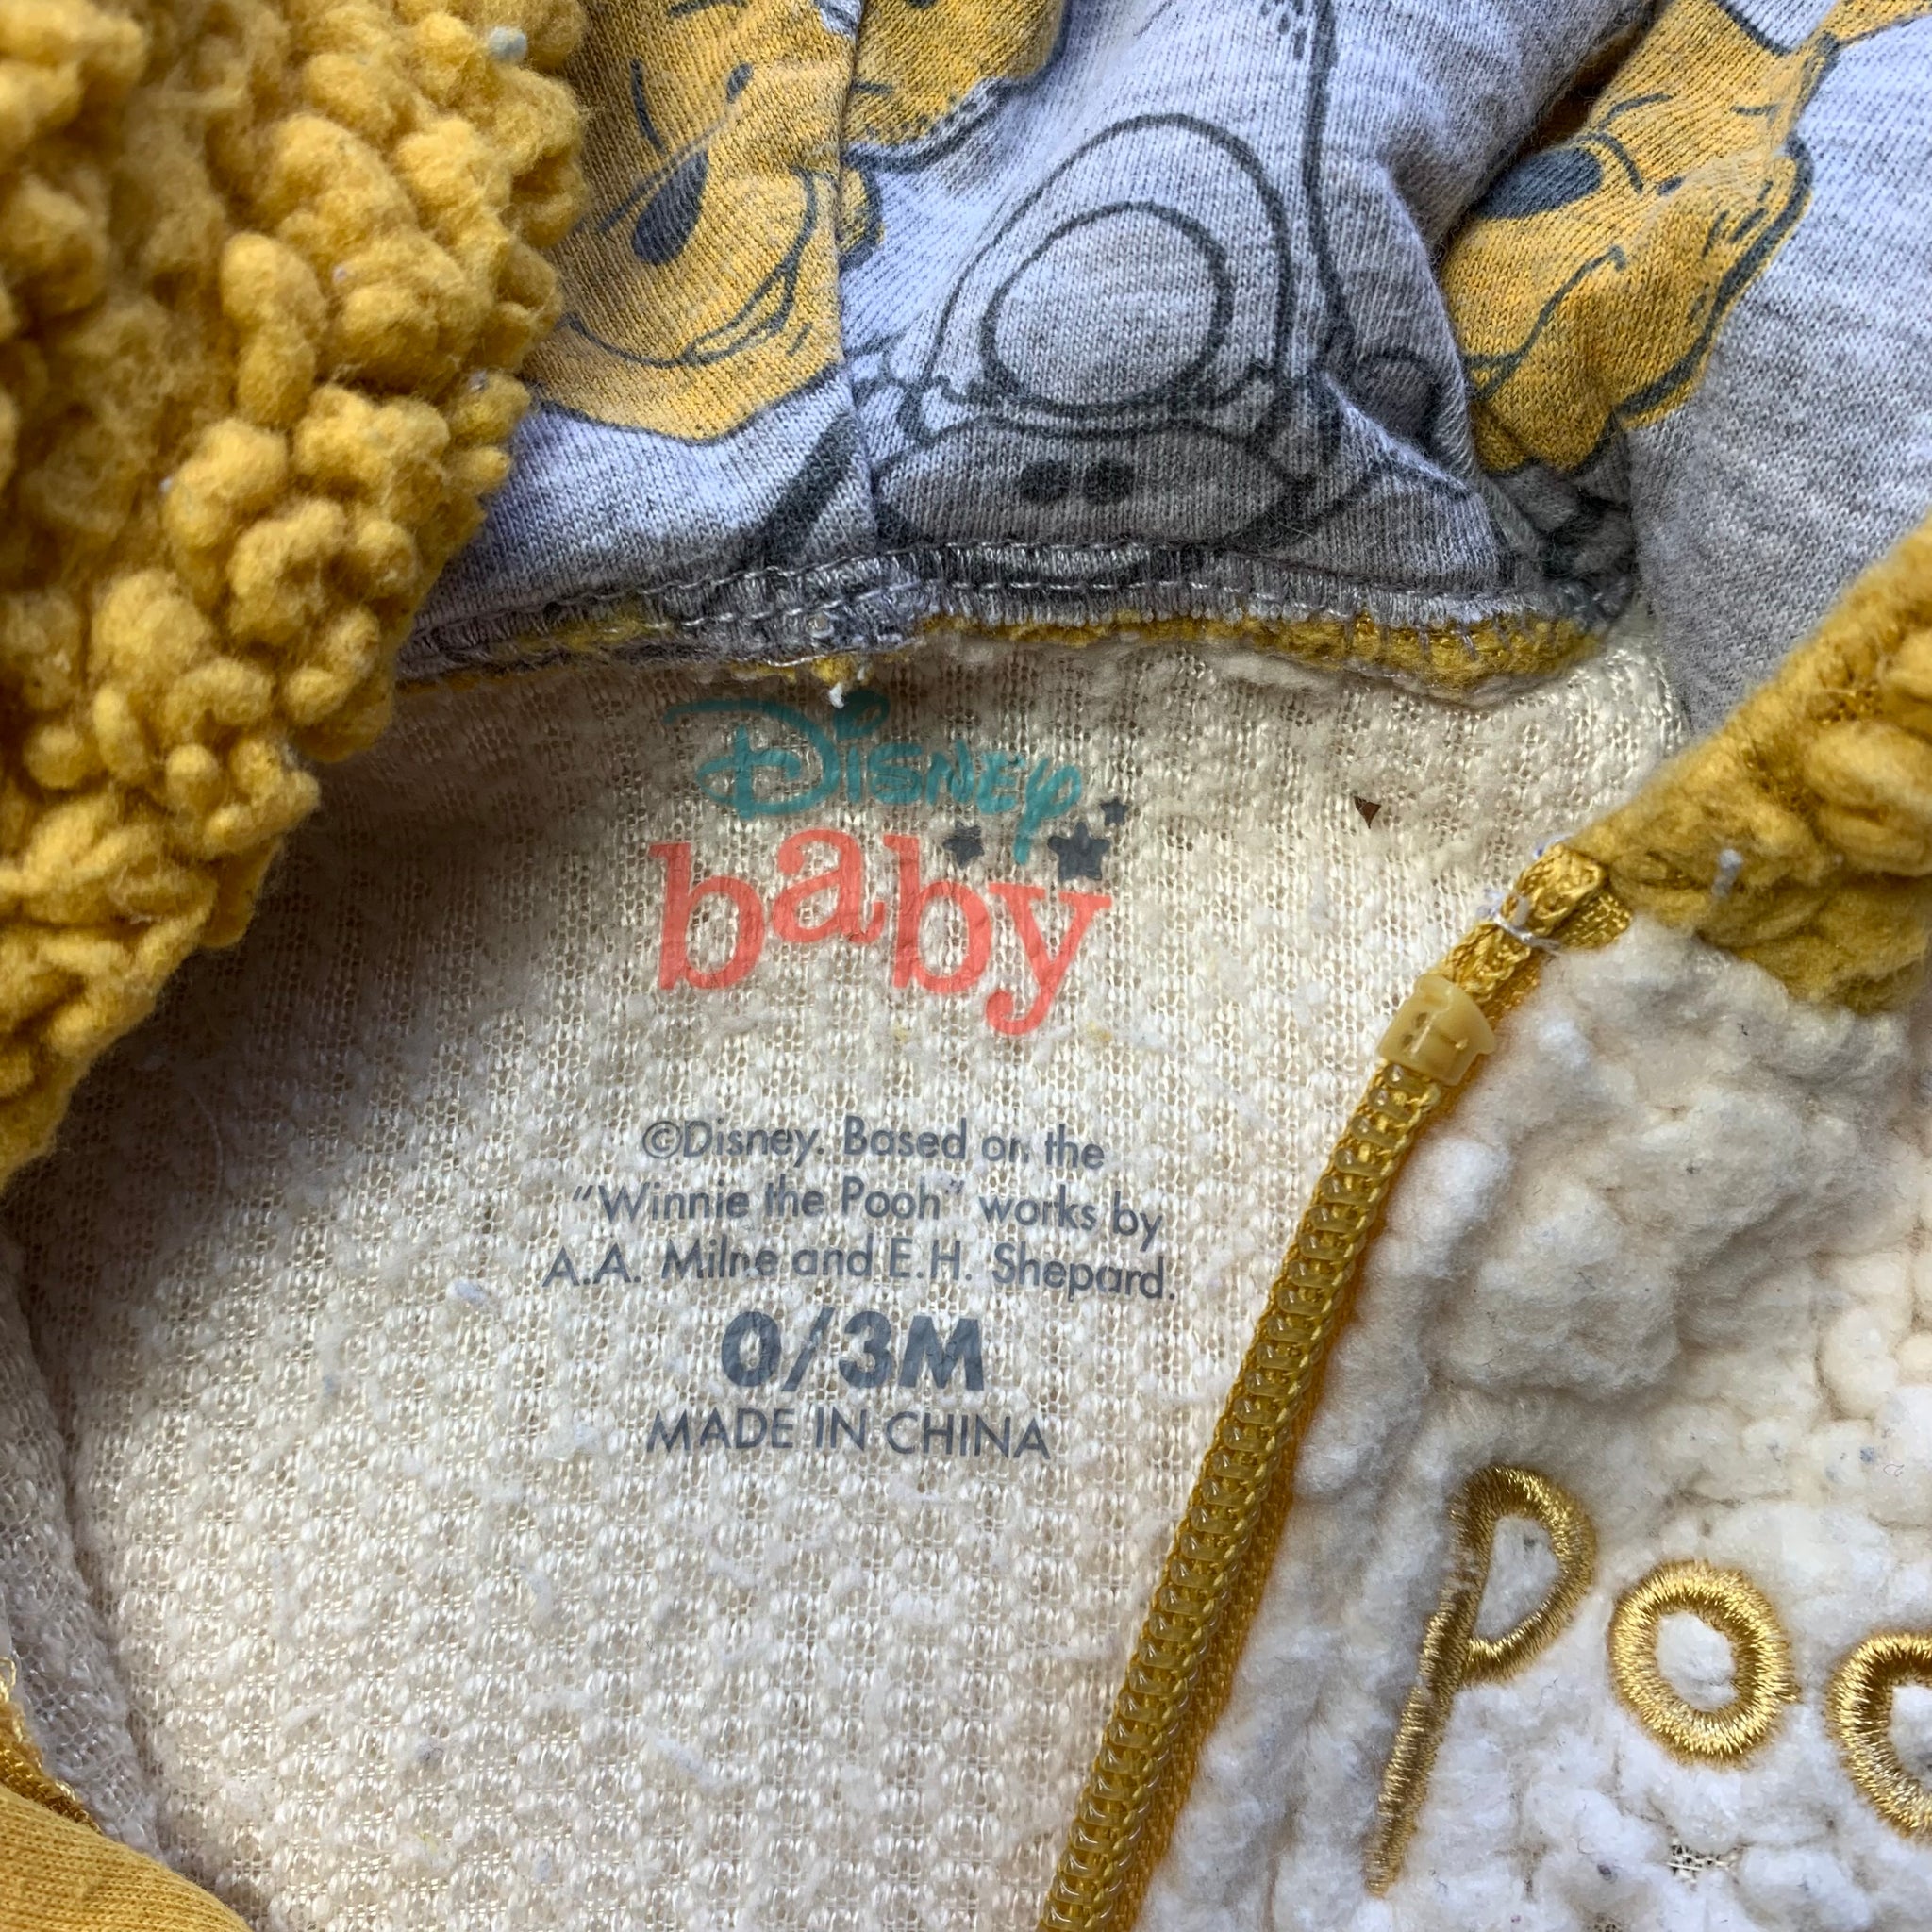 Disney
baby
©Disney. Based on the
"Winnie the Pooh" works by
A.A. Milne and E.H. Shepard.
0/3M
MADE IN CHINA
Poo